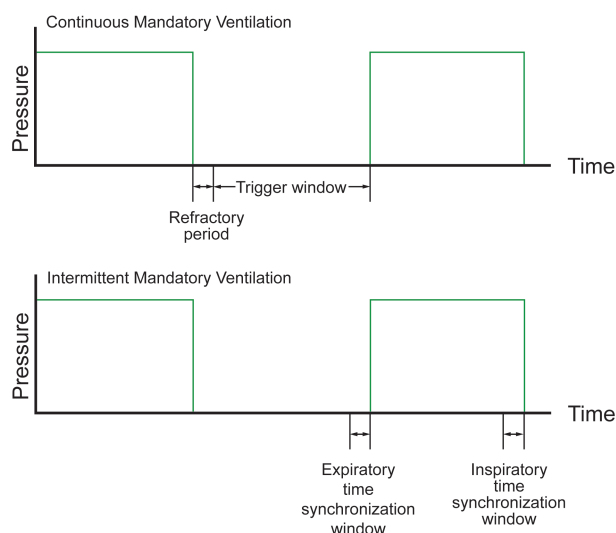 Continuous Mandatory Ventilation
Pressure
Time
Trigger window
Refractory
period
Intermittent Mandatory Ventilation
Pressure
Time
Expiratory
time
synchronization
window
Inspiratory
time
synchronization
window